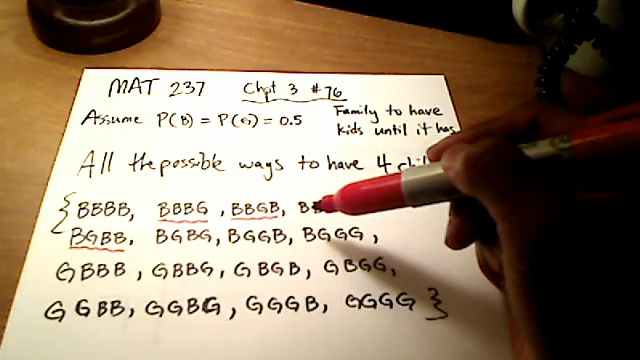 MAT 237 Chpt 3 #76
Assume P(B) = P(G) = 0.5 Family to have
kids until it has
All the possible ways to have 4
{BBBB, BBBG, BBGB,
BGBB, BGBG, BGGB, BGGG,
GBBB, GBBG, GBGB, GBGG,
GGBB, GGBG, GGGB, GGGG}